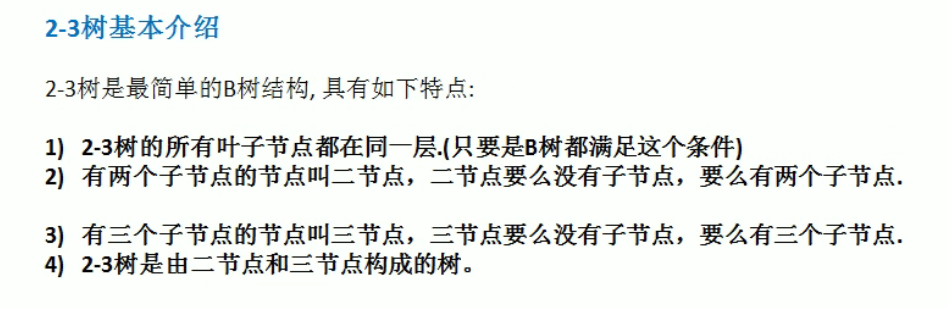 2-3树基本介绍
2-3树是最简单的B树结构, 具有如下特点:
1) 2-3树的所有叶子节点都在同一层.(只要是B树都满足这个条件)
2) 有两个子节点的节点叫二节点，二节点要么没有子节点，要么有两个子节点.
3) 有三个子节点的节点叫三节点，三节点要么没有子节点，要么有三个子节点.
4) 2-3树是由二节点和三节点构成的树。